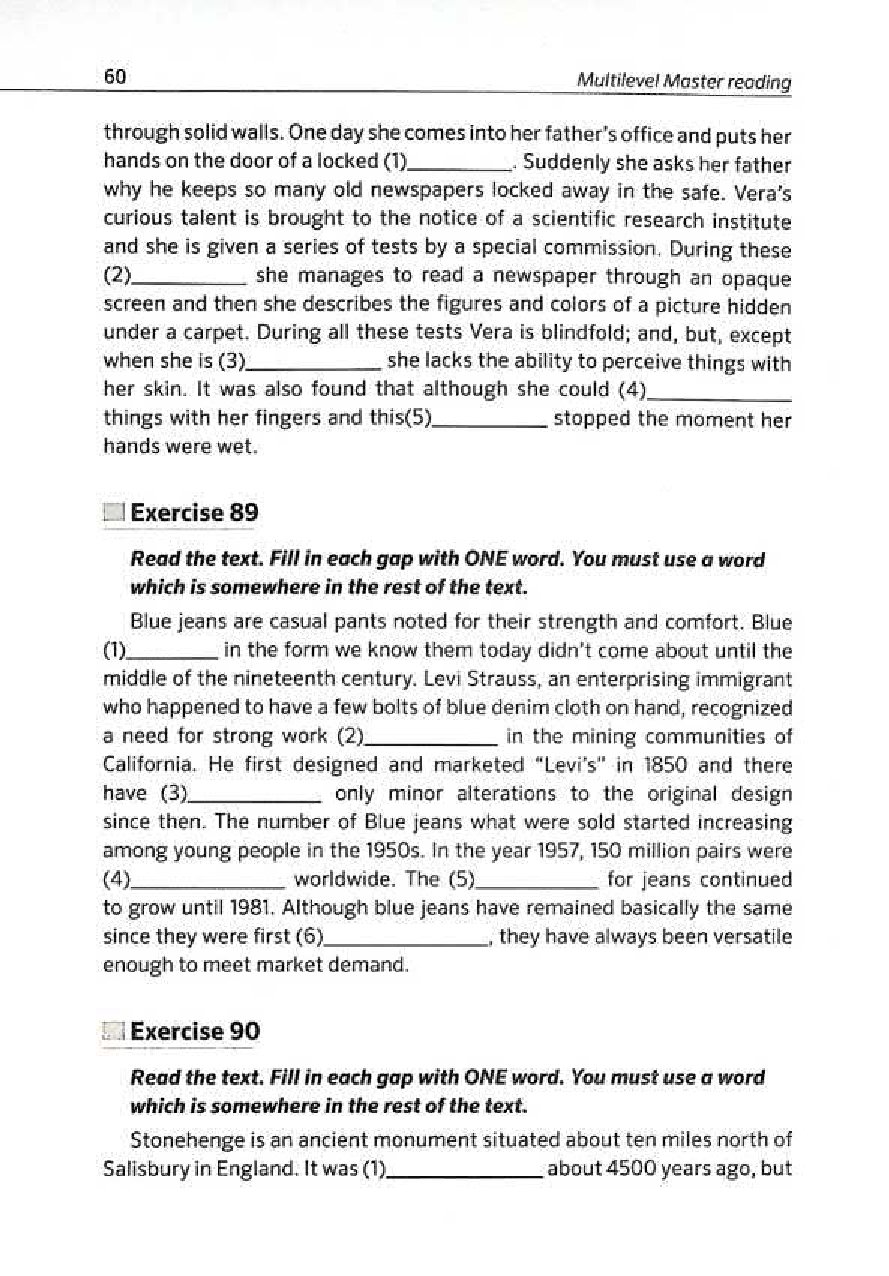 60
Multilevel Master reading
through solid walls. One day she comes into her father's office and puts her
hands on the door of a locked (1)__________. Suddenly she asks her father
why he keeps so many old newspapers locked away in the safe. Vera's
curious talent is brought to the notice of a scientific research institute
and she is given a series of tests by a special commission. During these
(2)___________ she manages to read a newspaper through an opaque
screen and then she describes the figures and colors of a picture hidden
under a carpet. During all these tests Vera is blindfold; and, but, except
when she is (3)_____________ she lacks the ability to perceive things with
her skin. It was also found that although she could (4)______________
things with her fingers and this(5)___________ stopped the moment her
hands were wet.
Exercise 89
Read the text. Fill in each gap with ONE word. You must use a word
which is somewhere in the rest of the text.
Blue jeans are casual pants noted for their strength and comfort. Blue
(1)_________ in the form we know them today didn't come about until the
middle of the nineteenth century. Levi Strauss, an enterprising immigrant
who happened to have a few bolts of blue denim cloth on hand, recognized
a need for strong work (2)_____________ in the mining communities of
California. He first designed and marketed "Levi's" in 1850 and there
have (3)_____________ only minor alterations to the original design
since then. The number of Blue jeans what were sold started increasing
among young people in the 1950s. In the year 1957, 150 million pairs were
(4)_______________ worldwide. The (5)____________ for jeans continued
to grow until 1981. Although blue jeans have remained basically the same
since they were first (6)________________, they have always been versatile
enough to meet market demand.
Exercise 90
Read the text. Fill in each gap with ONE word. You must use a word
which is somewhere in the rest of the text.
Stonehenge is an ancient monument situated about ten miles north of
Salisbury in England. It was (1)_______________ about 4500 years ago, but